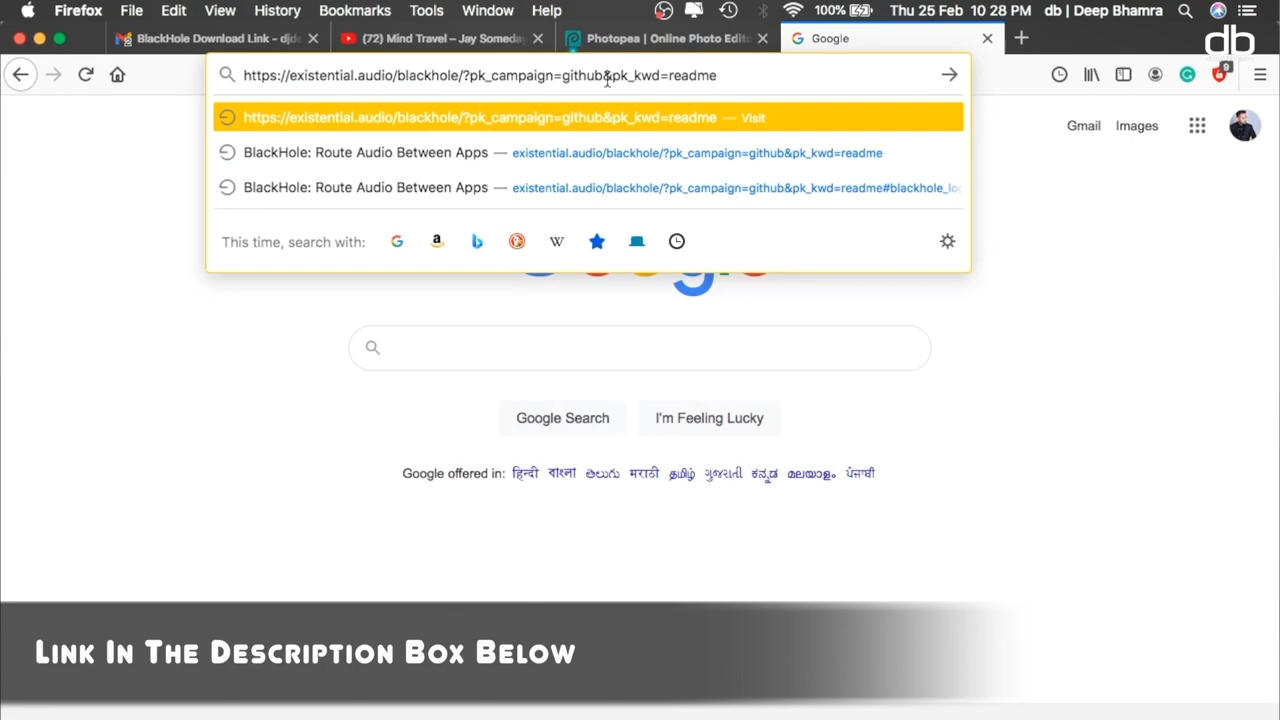 Firefox File Edit View History Bookmarks Tools Window Help 100% Thu 25 Feb 10:28 PM db | Deep Bhamra
BlackHole Download Link - djde
(72) Mind Travel – Jay Someday
Photopea | Online Photo Edit
Google
db
https://existential.audio/blackhole/?pk_campaign=github&pk_kwd=readme
9
https://existential.audio/blackhole/?pk_campaign=github&pk_kwd=readme — Visit
BlackHole: Route Audio Between Apps — existential.audio/blackhole/?pk_campaign=github&pk_kwd=readme
BlackHole: Route Audio Between Apps — existential.audio/blackhole/?pk_campaign=github&pk_kwd=readme#blackhole_lo
Gmail Images
This time, search with:
Google Search
I'm Feeling Lucky
Google offered in: हिन्दी বাংলা తెలుగు मराठी தமிழ் ગુજરાતી ಕನ್ನಡ മലയാളം ਪੰਜਾਬੀ
Link In The Description Box Below